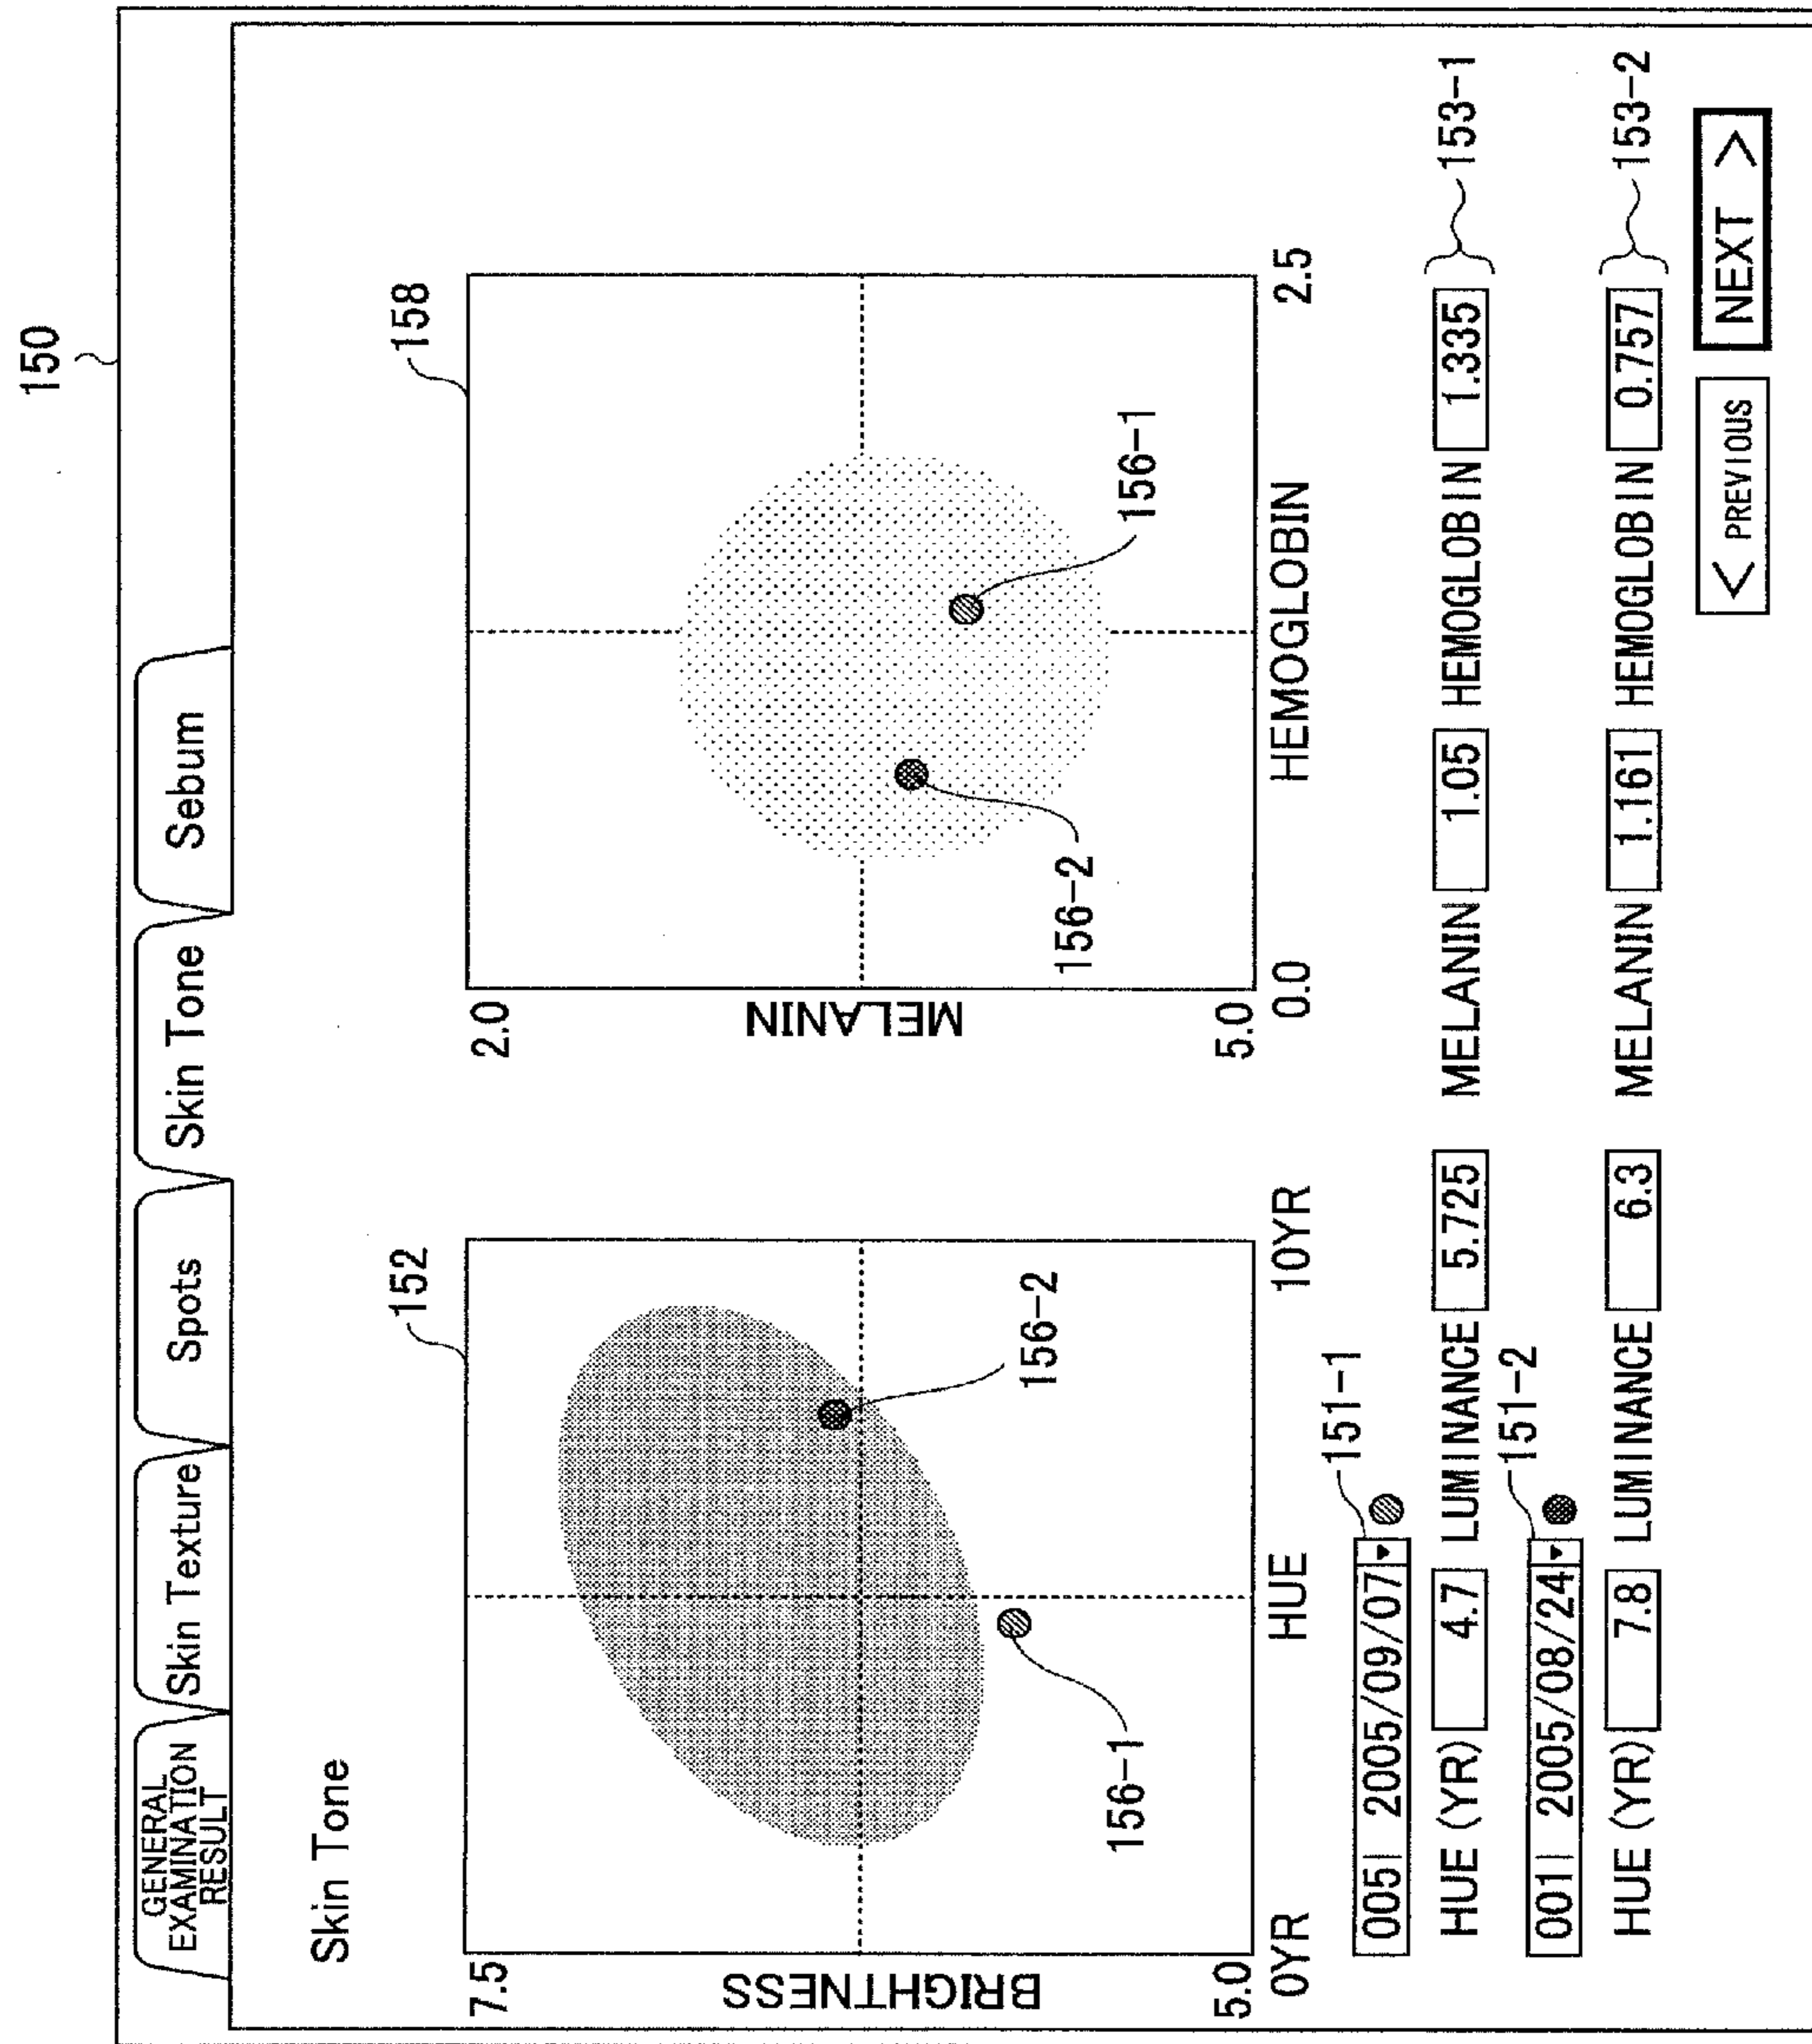 150
GENERAL
EXAMINATION
RESULT
Skin Texture
Spots
Skin Tone
Sebum
Skin Tone
152
7.5
BRIGHTNESS
5.0
156-2
156-1
0YR
HUE
10YR
158
2.0
MELANIN
5.0
156-1
156-2
0.0
HEMOGLOBIN
2.5
005| 2005/09/07 ▼
151-1
HUE (YR) 4.7 LUMINANCE 5.725 MELANIN 1.05 HEMOGLOBIN 1.335
153-1
001| 2005/08/24 ▼
151-2
HUE (YR) 7.8 LUMINANCE 6.3 MELANIN 1.161 HEMOGLOBIN 0.757
153-2
< PREVIOUS
NEXT >